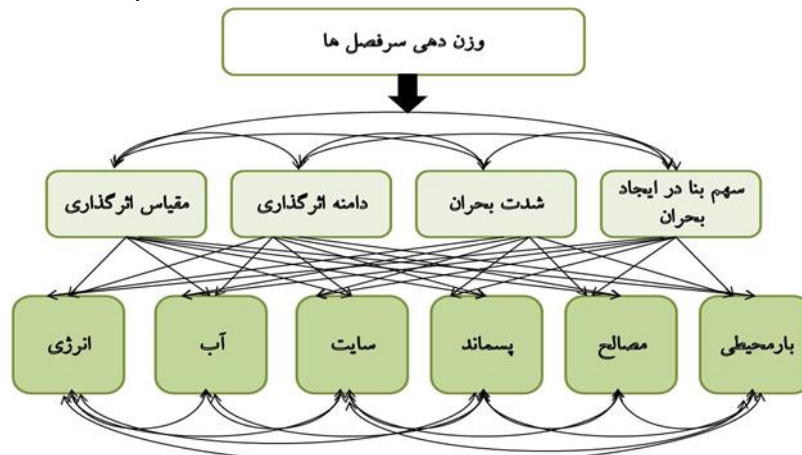 وزن دهی سرفصل ها
سهم بنا در ایجاد
بحران
شدت بحران
دامنه اثرگذاری
مقیاس اثرگذاری
بارمحیطی
مصالح
پسماند
سایت
آب
انرژی